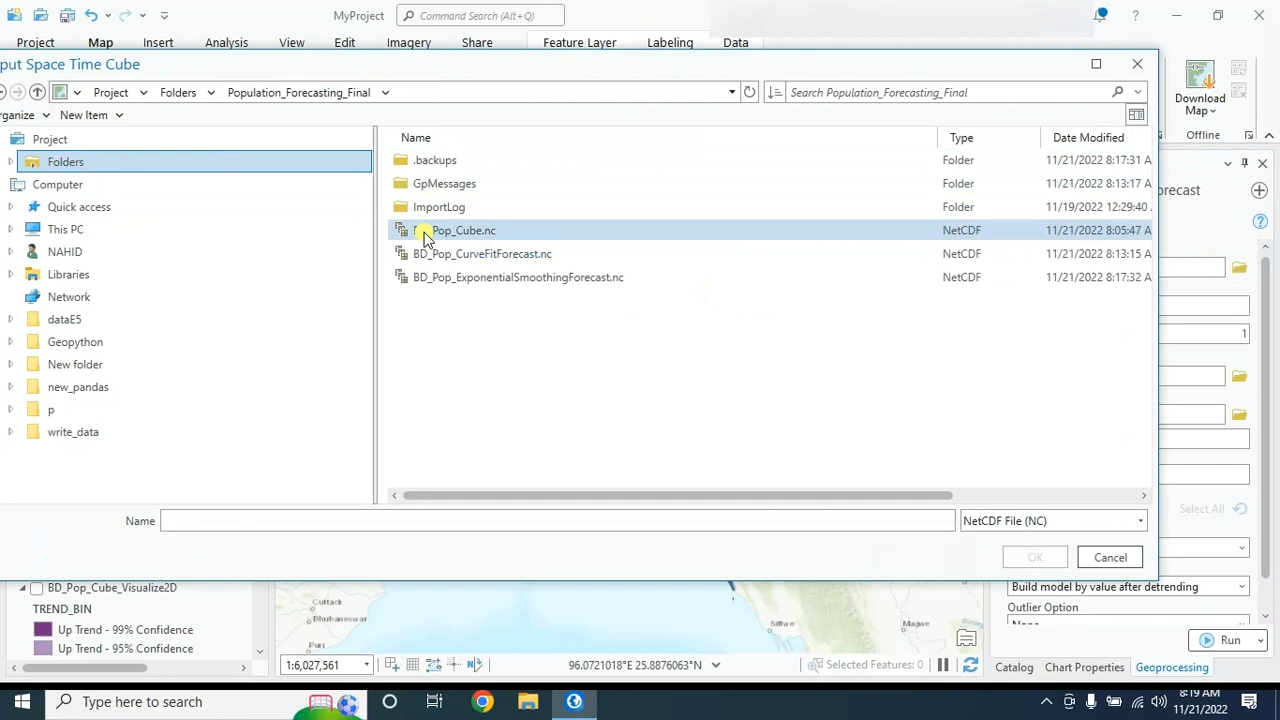 MyProject
Command Search (Alt+Q)
Project Map Insert Analysis View Edit Imagery Share Feature Layer Labeling Data
put Space Time Cube
Project Folders Population_Forecasting_Final
Search Population_Forecasting_Final
rganize New Item
Download
Map
Offline
Name Type Date Modified
Project
Folders
Computer
Quick access
This PC
NAHID
Libraries
Network
dataE5
Geopython
New folder
new_pandas
p
write_data
.backups Folder 11/21/2022 8:17:31 A
GpMessages Folder 11/21/2022 8:13:17 A
ImportLog Folder 11/19/2022 12:29:40
Pop_Cube.nc NetCDF 11/21/2022 8:05:47 A
BD_Pop_CurveFitForecast.nc NetCDF 11/21/2022 8:13:15 A
BD_Pop_ExponentialSmoothingForecast.nc NetCDF 11/21/2022 8:17:32 A
Name
NetCDF File (NC)
OK Cancel
recast
1
Select All
Build model by value after detrending
Outlier Option
Run
BD_Pop_Cube_Visualize2D
TREND_BIN
Up Trend - 99% Confidence
Up Trend - 95% Confidence
Cuttack
Bhubaneswar
Puri
Sittwe
Magwe
1:6,027,561
96.0721018°E 25.8876063°N
Selected Features: 0
Catalog Chart Properties Geoprocessing
Type here to search
8:19 AM
11/21/2022